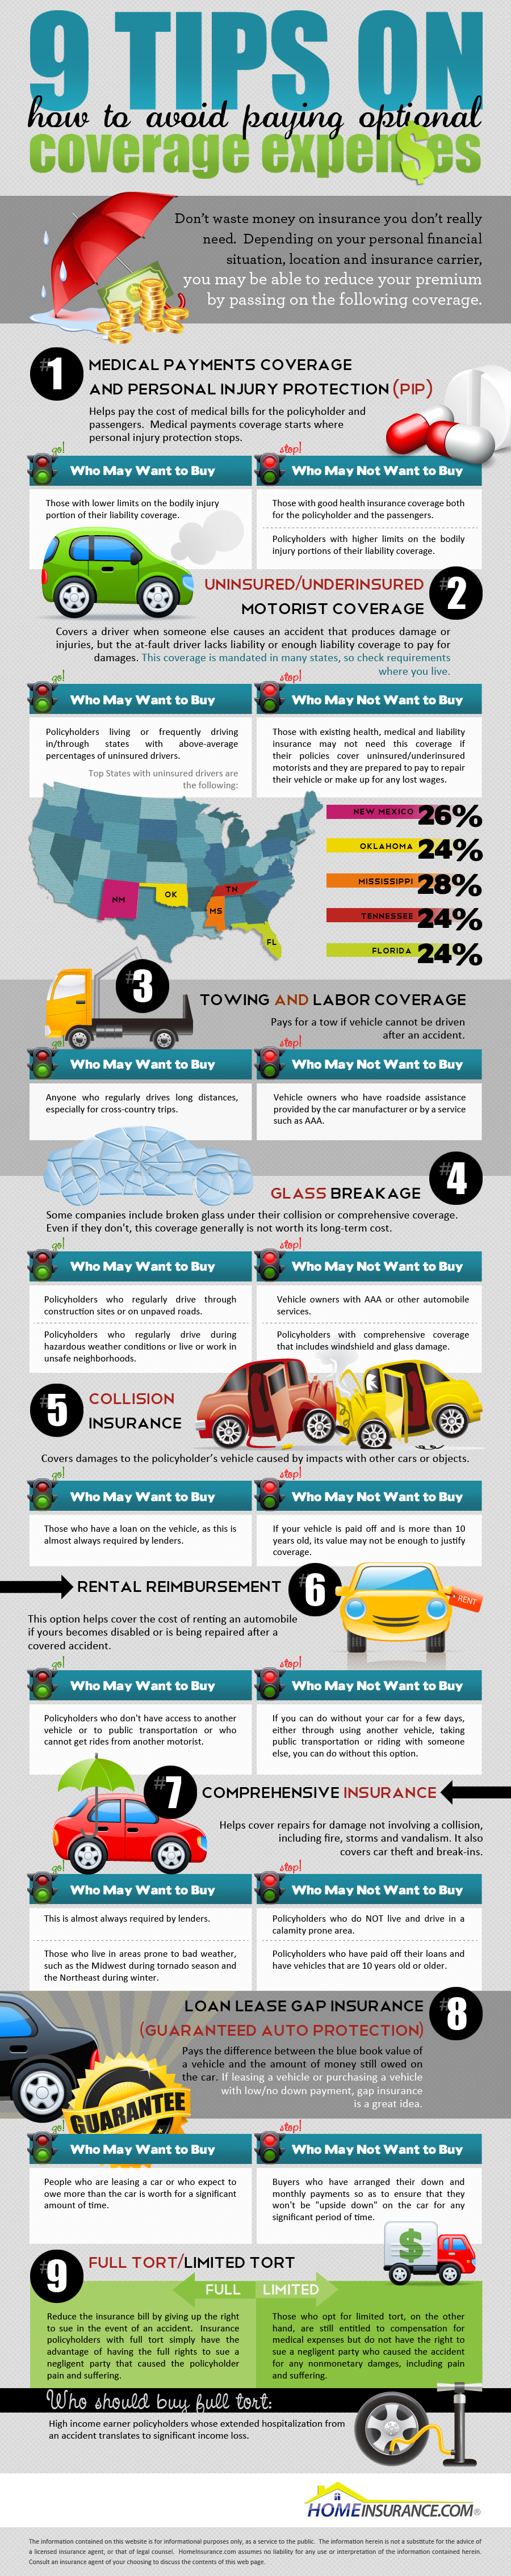 9 TIPS ON
how to avoid paying optional
coverage expen$es
Don't waste money on insurance you don't really
need. Depending on your personal financial
situation, location and insurance carrier,
you may be able to reduce your premium
by passing on the following coverage.
#1
MEDICAL PAYMENTS COVERAGE
AND PERSONAL INJURY PROTECTION (PIP)
Helps pay the cost of medical bills for the policyholder and
passengers. Medical payments coverage starts where
personal injury protection stops.
go!
Who May Want to Buy
Those with lower limits on the bodily injury
portion of their liability coverage.
stop!
Who May Not Want to Buy
Those with good health insurance coverage both
for the policyholder and the passengers.
Policyholders with higher limits on the bodily
injury portions of their liability coverage.
#2
UNINSURED/UNDERINSURED
MOTORIST COVERAGE
Covers a driver when someone else causes an accident that produces damage or
injuries, but the at-fault driver lacks liability or enough liability coverage to pay for
damages. This coverage is mandated in many states, so check requirements
where you live.
go!
Who May Want to Buy
Policyholders living or frequently driving
in/through states with above-average
percentages of uninsured drivers.
Top States with uninsured drivers are
the following:
stop!
Who May Not Want to Buy
Those with existing health, medical and liability
insurance may not need this coverage if
their policies cover uninsured/underinsured
motorists and they are prepared to pay to repair
their vehicle or make up for any lost wages.
NM
OK
TN
MS
FL
NEW MEXICO 26%
OKLAHOMA 24%
MISSISSIPPI 28%
TENNESSEE 24%
FLORIDA 24%
#3
TOWING AND LABOR COVERAGE
Pays for a tow if vehicle cannot be driven
after an accident.
go!
Who May Want to Buy
Anyone who regularly drives long distances,
especially for cross-country trips.
stop!
Who May Not Want to Buy
Vehicle owners who have roadside assistance
provided by the car manufacturer or by a service
such as AAA.
#4
GLASS BREAKAGE
Some companies include broken glass under their collision or comprehensive coverage.
Even if they don't, this coverage generally is not worth its long-term cost.
go!
Who May Want to Buy
Policyholders who regularly drive through
construction sites or on unpaved roads.
Policyholders who regularly drive during
hazardous weather conditions or live or work in
unsafe neighborhoods.
stop!
Who May Not Want to Buy
Vehicle owners with AAA or other automobile
services.
Policyholders with comprehensive coverage
that includes windshield and glass damage.
#5
COLLISION
INSURANCE
Covers damages to the policyholder's vehicle caused by impacts with other cars or objects.
go!
Who May Want to Buy
Those who have a loan on the vehicle, as this is
almost always required by lenders.
stop!
Who May Not Want to Buy
If your vehicle is paid off and is more than 10
years old, its value may not be enough to justify
coverage.
RENTAL REIMBURSEMENT
#6
RENT
This option helps cover the cost of renting an automobile
if yours becomes disabled or is being repaired after a
covered accident.
go!
Who May Want to Buy
Policyholders who don't have access to another
vehicle or to public transportation or who
cannot get rides from another motorist.
stop!
Who May Not Want to Buy
If you can do without your car for a few days,
either through using another vehicle, taking
public transportation or riding with someone
else, you can do without this option.
#7
COMPREHENSIVE INSURANCE
Helps cover repairs for damage not involving a collision,
including fire, storms and vandalism. It also
covers car theft and break-ins.
go!
Who May Want to Buy
This is almost always required by lenders.
Those who live in areas prone to bad weather,
such as the Midwest during tornado season and
the Northeast during winter.
stop!
Who May Not Want to Buy
Policyholders who do NOT live and drive in a
calamity prone area.
Policyholders who have paid off their loans and
have vehicles that are 10 years old or older.
#8
LOAN LEASE GAP INSURANCE
(GUARANTEED AUTO PROTECTION)
Pays the difference between the blue book value of
a vehicle and the amount of money still owed on
the car. If leasing a vehicle or purchasing a vehicle
with low/no down payment, gap insurance
is a great idea.
GUARANTEE
go!
Who May Want to Buy
People who are leasing a car or who expect to
owe more than the car is worth for a significant
amount of time.
stop!
Who May Not Want to Buy
Buyers who have arranged their down and
monthly payments so as to ensure that they
won't be "upside down" on the car for any
significant period of time.
$
#9
FULL TORT/LIMITED TORT
FULL
Reduce the insurance bill by giving up the right
to sue in the event of an accident. Insurance
policyholders with full tort simply have the
advantage of having the full rights to sue a
negligent party that caused the policyholder
pain and suffering.
LIMITED
Those who opt for limited tort, on the other
hand, are still entitled to compensation for
medical expenses but do not have the right to
sue a negligent party who caused the accident
for any nonmonetary damges, including pain
and suffering.
Who should buy full tort:
High income earner policyholders whose extended hospitalization from
an accident translates to significant income loss.
HOMEINSURANCE.COM®
The information contained on this website is for informational purposes only, as a service to the public. The information herein is not a substitute for the advice of
a licensed insurance agent, or that of legal counsel. HomeInsurance.com assumes no liability for any use or interpretation of the information contained herein.
Consult an insurance agent of your choosing to discuss the contents of this web page.